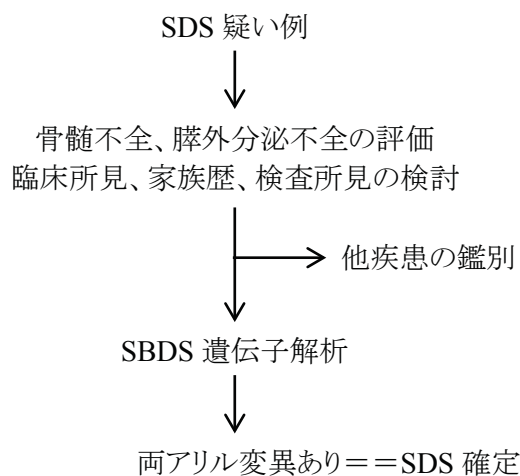 SDS 疑い例
骨髄不全、膵外分泌不全の評価
臨床所見、家族歴、検査所見の検討
他疾患の鑑別
SBDS 遺伝子解析
両アリル変異あり＝＝SDS 確定